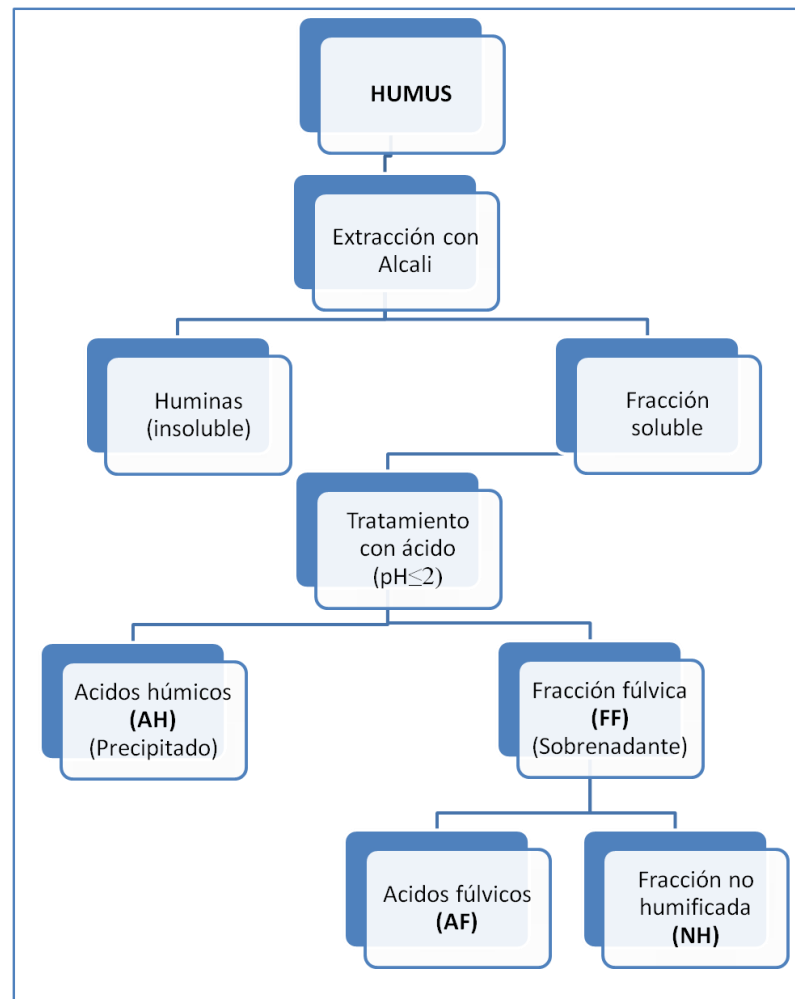 HUMUS
Extracción con
Alcali
Huminas
(insoluble)
Fracción
soluble
Tratamiento
con ácido
(pH≤2)
Acidos húmicos
(AH)
(Precipitado)
Fracción fúlvica
(FF)
(Sobrenadante)
Acidos fúlvicos
(AF)
Fracción no
humificada
(NH)